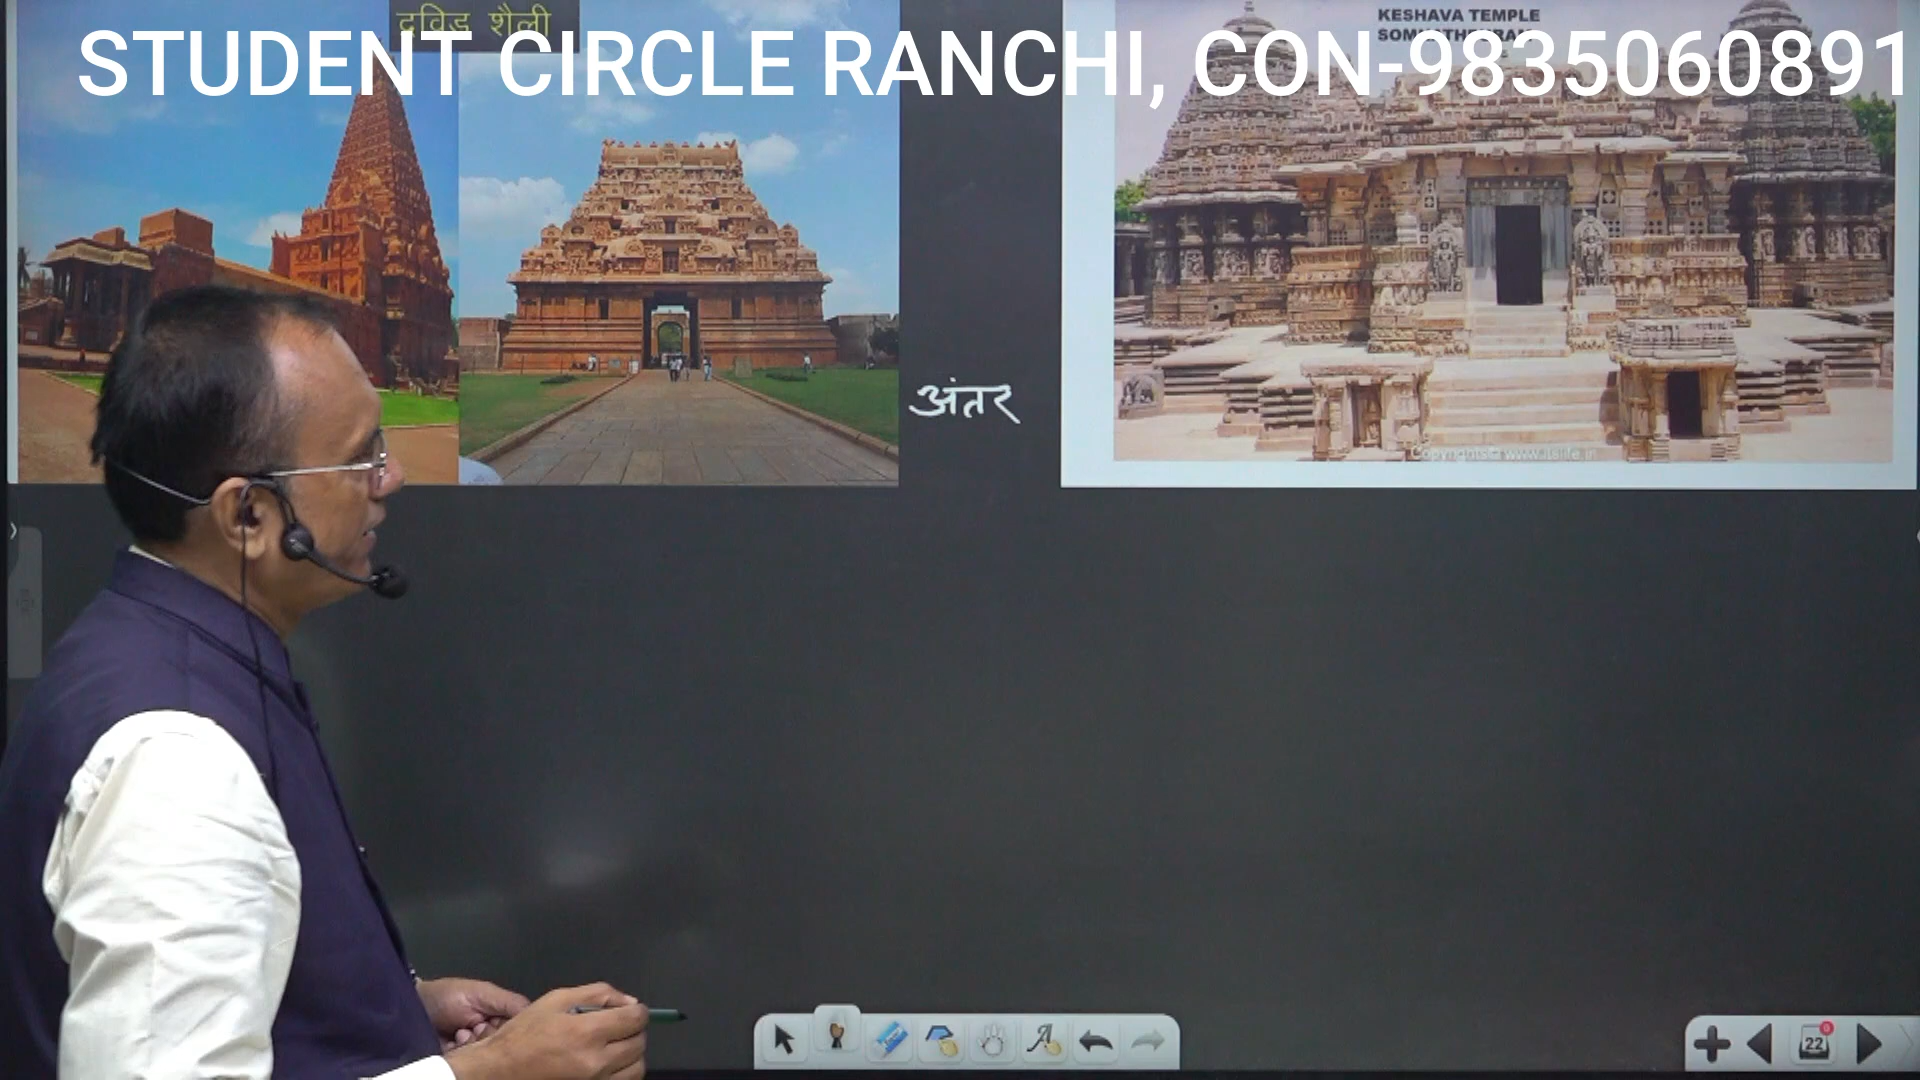 द्रविड़ शैली
KESHAVA TEMPLE
STUDENT CIRCLE RANCHI, CON-9835060891
अंतर
22